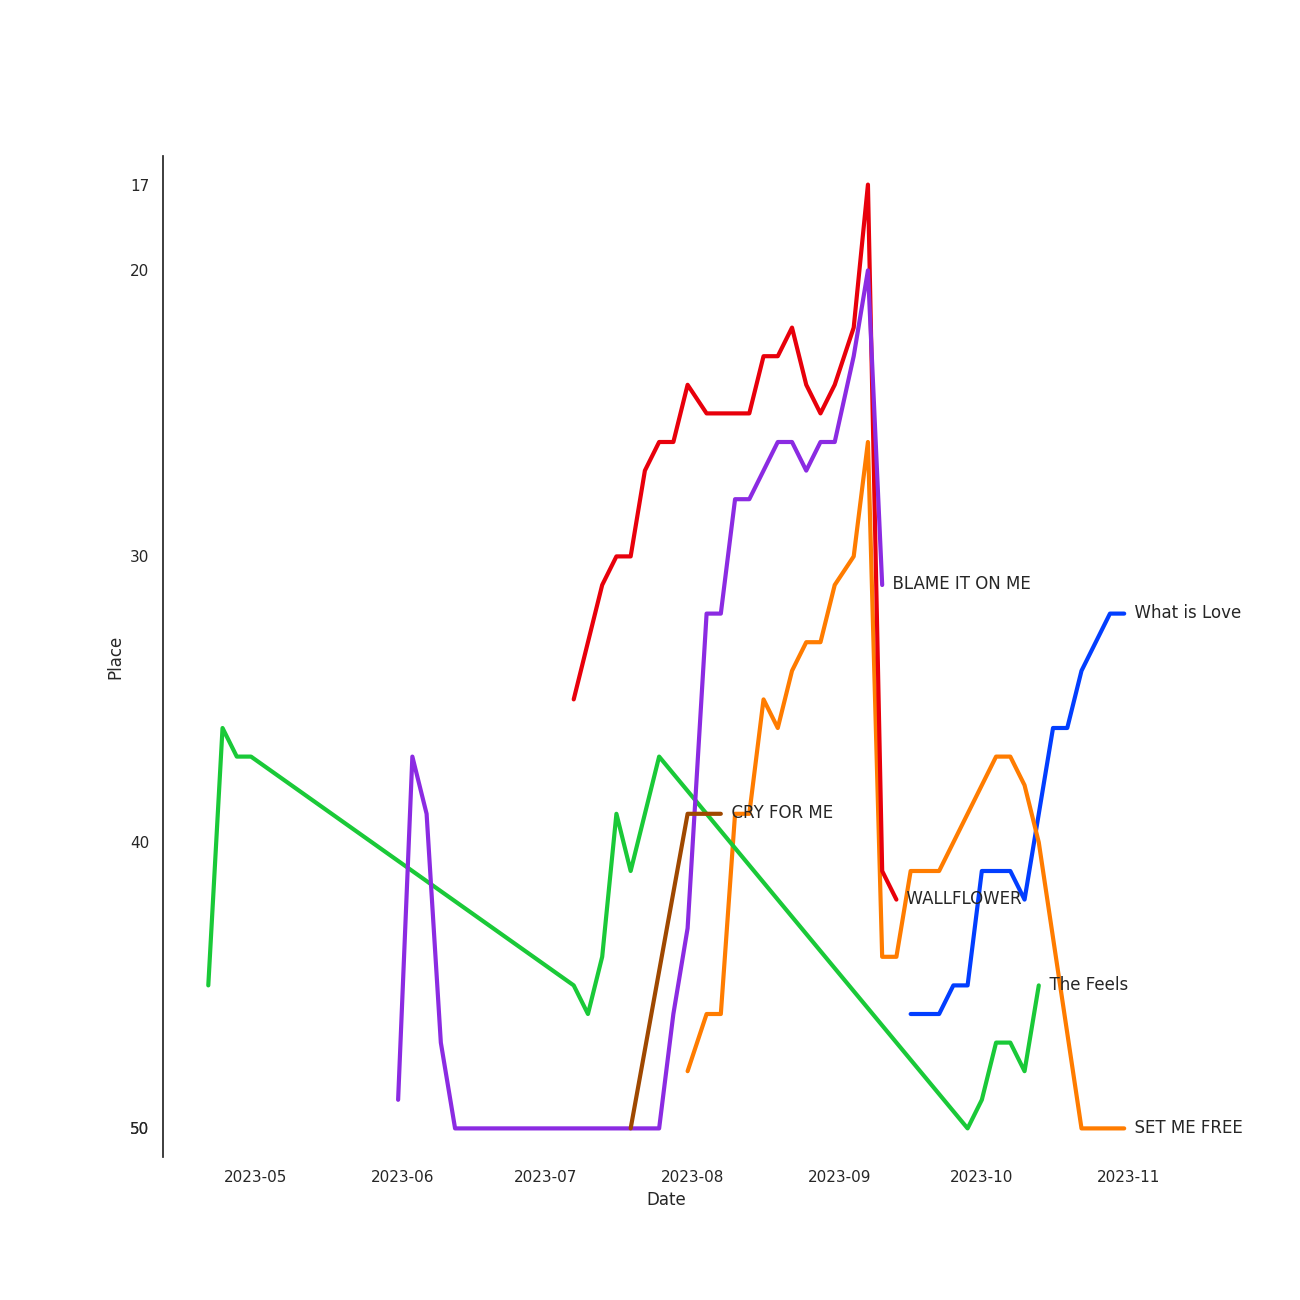 17
20
30
40
50
Place
BLAME IT ON ME
What is Love
CRY FOR ME
WALLFLOWER
The Feels
SET ME FREE
2023-05 2023-06 2023-07 2023-08 2023-09 2023-10 2023-11
Date